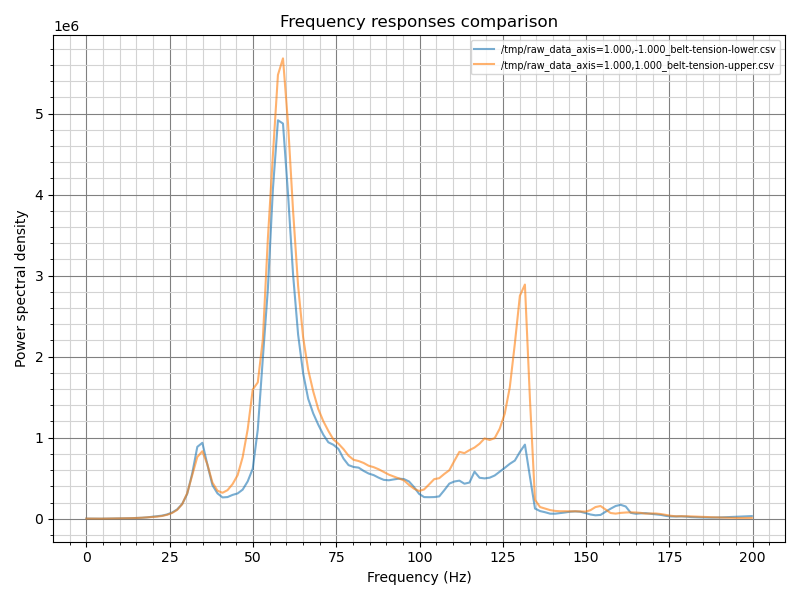 Frequency responses comparison
1e6
/tmp/raw_data_axis=1.000,-1.000_belt-tension-lower.csv
/tmp/raw_data_axis=1.000,1.000_belt-tension-upper.csv
Power spectral density
5
4
3
2
1
0
0 25 50 75 100 125 150 175 200
Frequency (Hz)